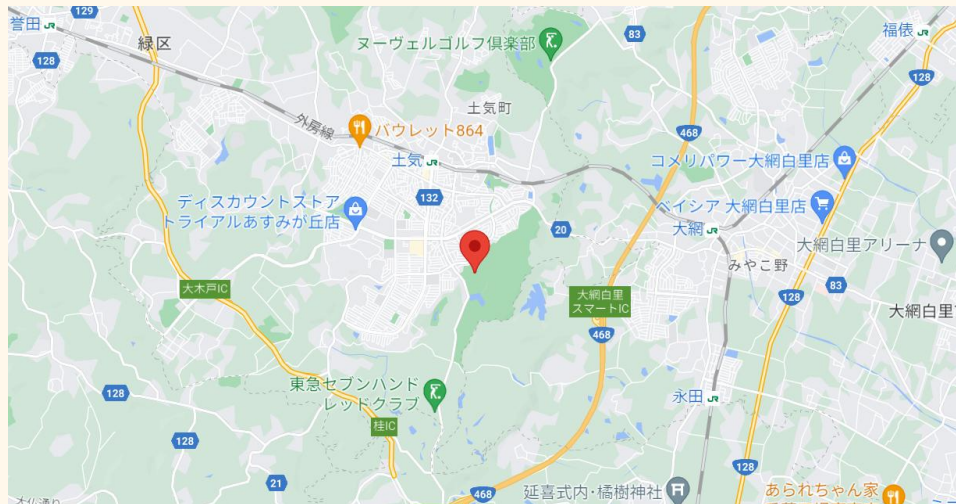 129
誉田
緑区
128
83
福俵
ヌーヴェルゴルフ倶楽部
128
土気町
外房線
バウレット864
468
コメリパワー大網白里店
土気
132
ディスカウントストア
トライアルあすみが丘店
ベイシア 大網白里店
20
大網
大網白里アリーナ
みやこ野
大木戸IC
大網白里
スマートIC
128
83
大網白里
468
東急セブンハンド
レッドクラブ
128
永田
桂IC
128
128
21
468
延喜式内･橘樹神社
あられちゃん家